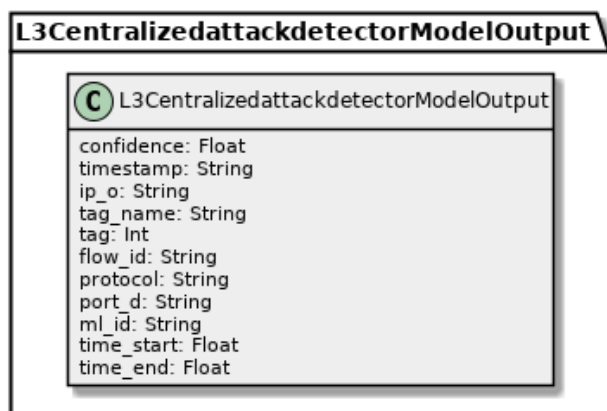 L3CentralizedattackdetectorModelOutput
C L3CentralizedattackdetectorModelOutput
confidence: Float
timestamp: String
ip_o: String
tag_name: String
tag: Int
flow_id: String
protocol: String
port_d: String
ml_id: String
time_start: Float
time_end: Float